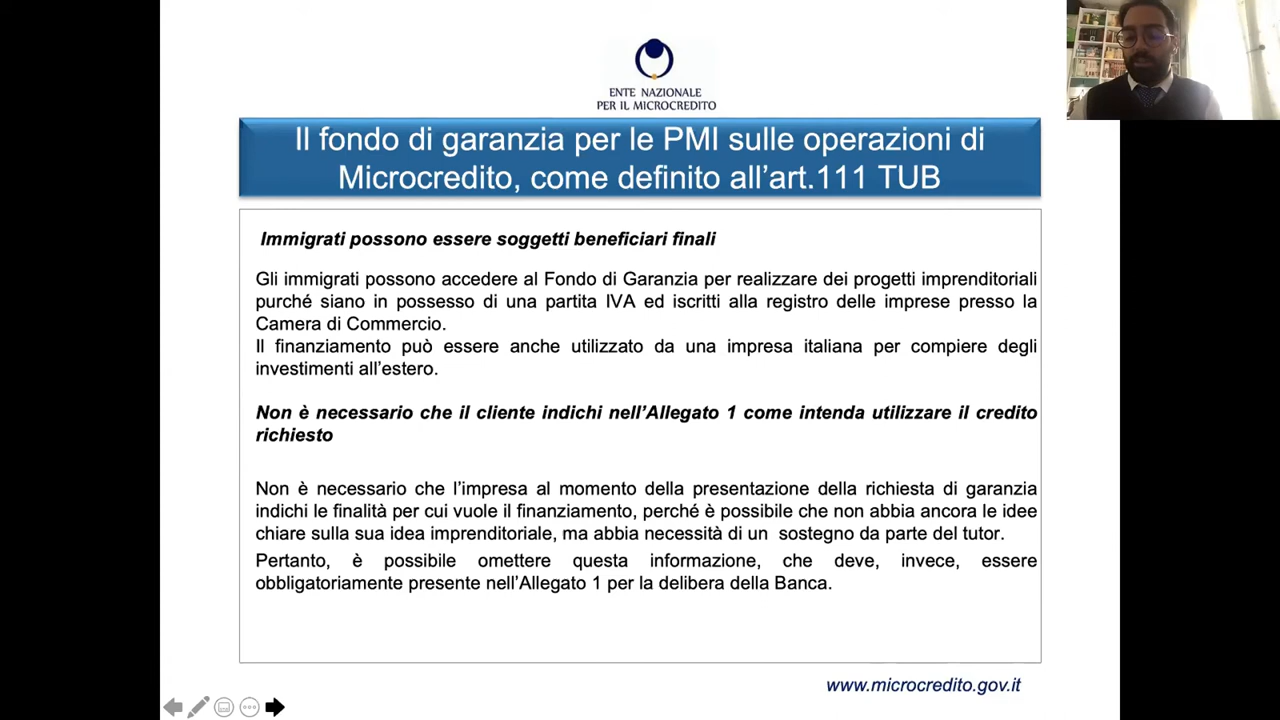 ENTE NAZIONALE
PER IL MICROCREDITO
Il fondo di garanzia per le PMI sulle operazioni di
Microcredito, come definito all’art.111 TUB
Immigrati possono essere soggetti beneficiari finali
Gli immigrati possono accedere al Fondo di Garanzia per realizzare dei progetti imprenditoriali
purché siano in possesso di una partita IVA ed iscritti alla registro delle imprese presso la
Camera di Commercio.
Il finanziamento può essere anche utilizzato da una impresa italiana per compiere degli
investimenti all’estero.
Non è necessario che il cliente indichi nell’Allegato 1 come intenda utilizzare il credito
richiesto
Non è necessario che l’impresa al momento della presentazione della richiesta di garanzia
indichi le finalità per cui vuole il finanziamento, perché è possibile che non abbia ancora le idee
chiare sulla sua idea imprenditoriale, ma abbia necessità di un sostegno da parte del tutor.
Pertanto, è possibile omettere questa informazione, che deve, invece, essere
obbligatoriamente presente nell’Allegato 1 per la delibera della Banca.
www.microcredito.gov.it